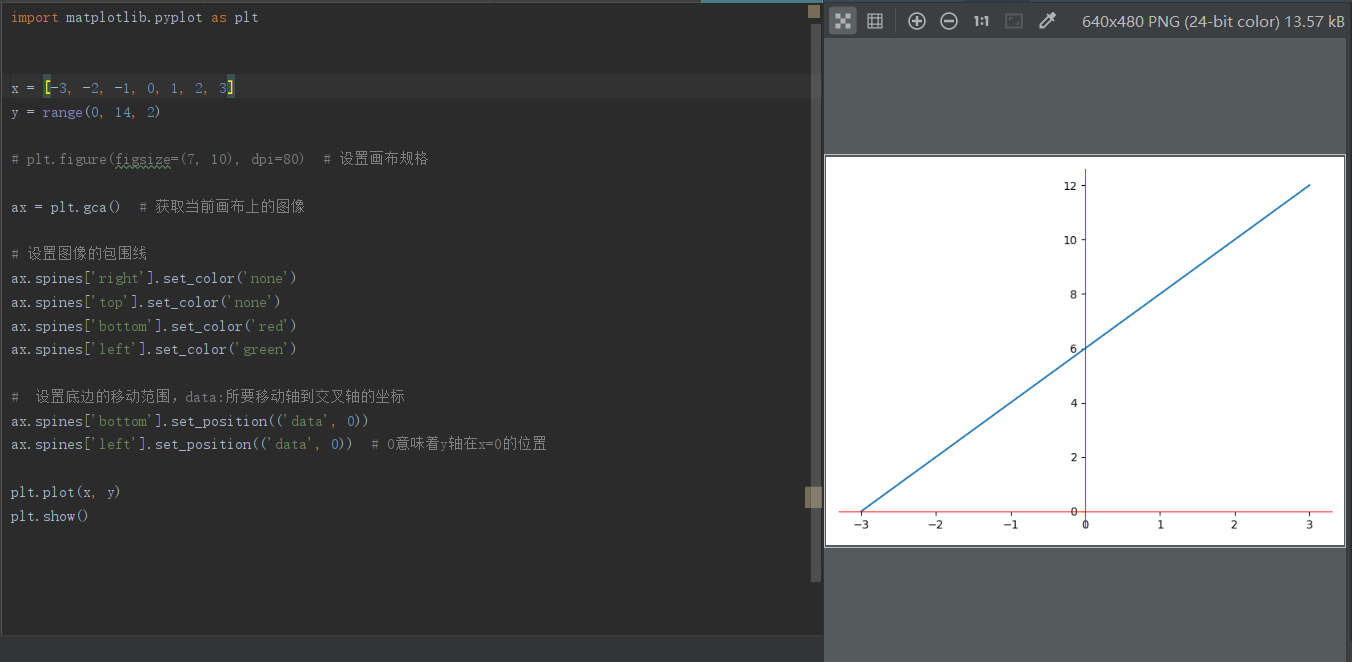 import matplotlib.pyplot as plt
x = [-3, -2, -1, 0, 1, 2, 3]
y = range(0, 14, 2)
# plt.figure(figsize=(7, 10), dpi=80)  # 设置画布规格
ax = plt.gca()  # 获取当前画布上的图像
# 设置图像的包围线
ax.spines['right'].set_color('none')
ax.spines['top'].set_color('none')
ax.spines['bottom'].set_color('red')
ax.spines['left'].set_color('green')
#  设置底边的移动范围，data:所要移动轴到交叉轴的坐标
ax.spines['bottom'].set_position(('data', 0))
ax.spines['left'].set_position(('data', 0))  # 0意味着y轴在x=0的位置
plt.plot(x, y)
plt.show()
1:1
640x480 PNG (24-bit color) 13.57 kB
12
10
8
6
4
2
0
−3 −2 −1 0 1 2 3